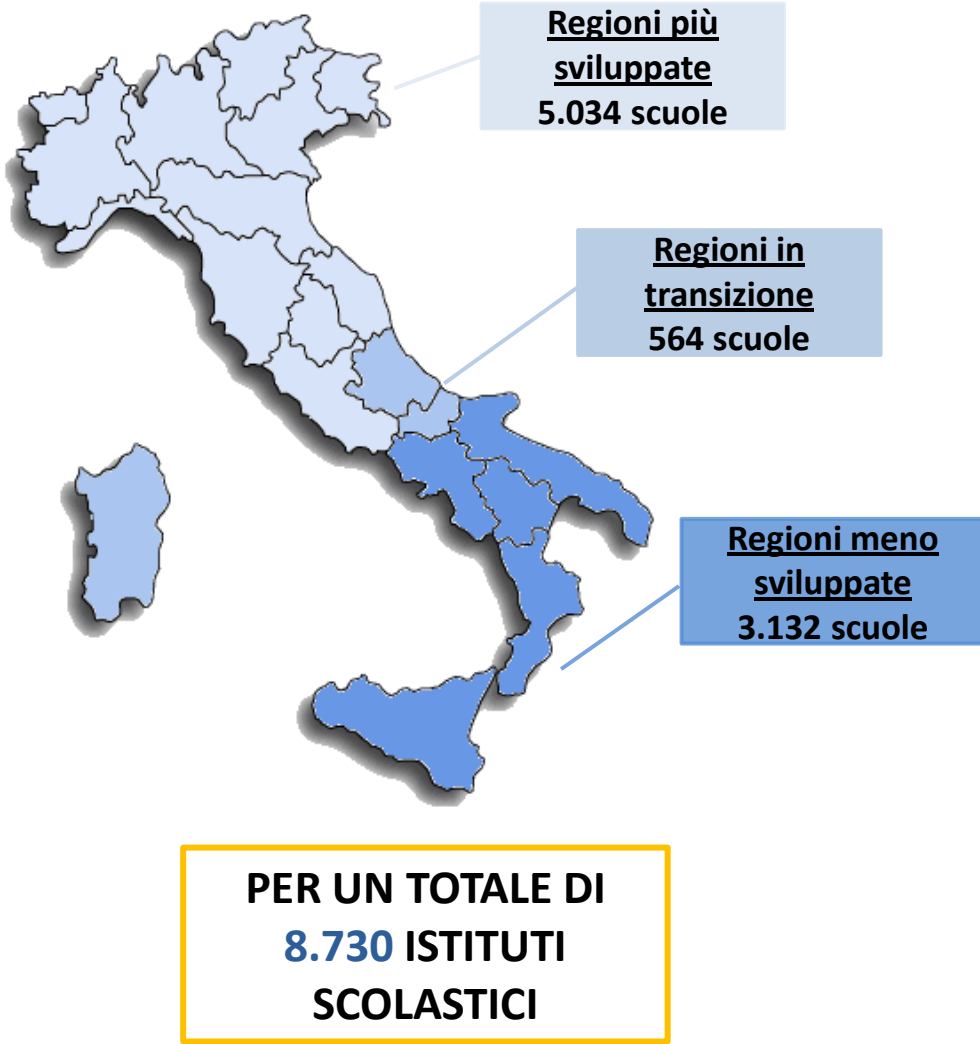 Regioni più
sviluppate
5.034 scuole
Regioni in
transizione
564 scuole
Regioni meno
sviluppate
3.132 scuole
PER UN TOTALE DI
8.730 ISTITUTI
SCOLASTICI